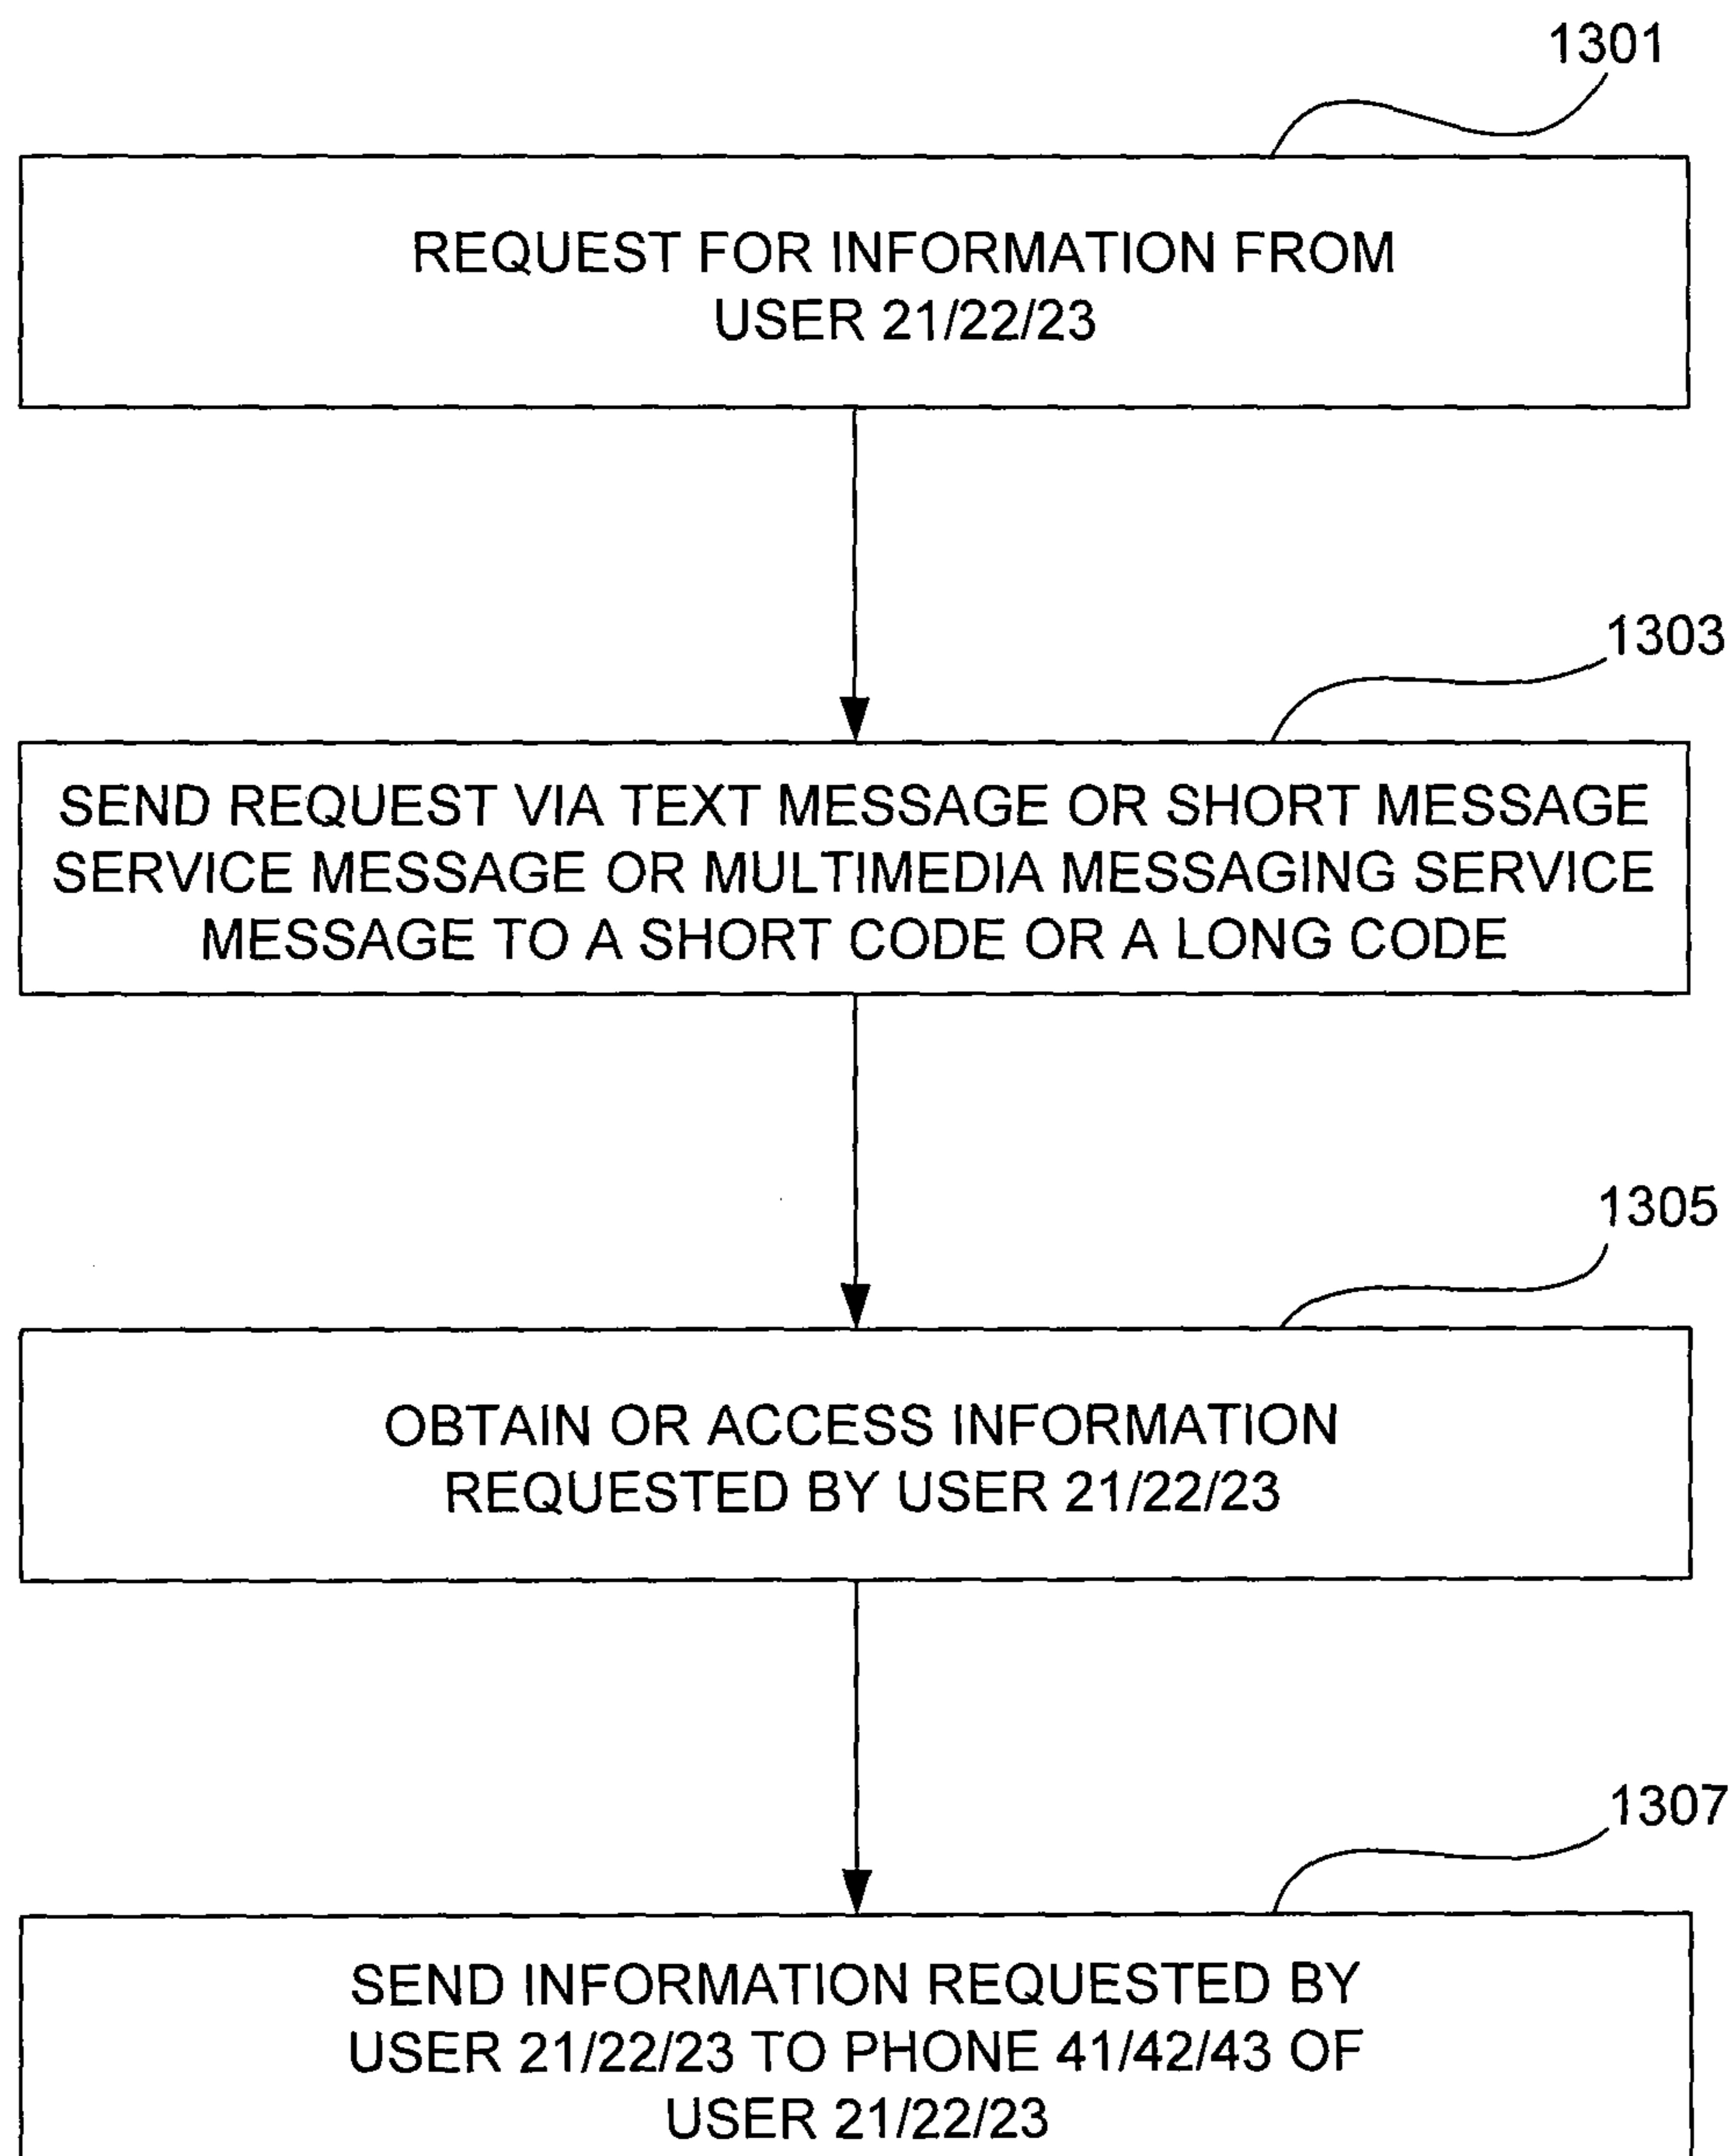 1301
REQUEST FOR INFORMATION FROM
USER 21/22/23
1303
SEND REQUEST VIA TEXT MESSAGE OR SHORT MESSAGE
SERVICE MESSAGE OR MULTIMEDIA MESSAGING SERVICE
MESSAGE TO A SHORT CODE OR A LONG CODE
1305
OBTAIN OR ACCESS INFORMATION
REQUESTED BY USER 21/22/23
1307
SEND INFORMATION REQUESTED BY
USER 21/22/23 TO PHONE 41/42/43 OF
USER 21/22/23